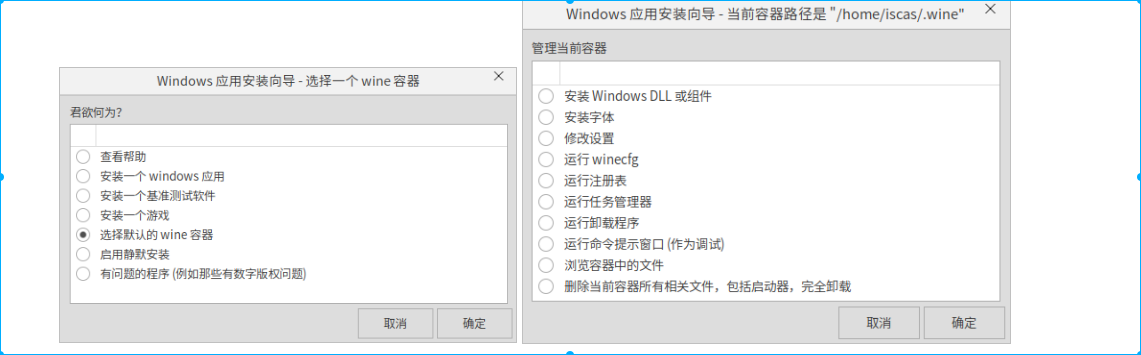 Windows 应用安装向导 - 选择一个 wine 容器
君欲何为？
查看帮助
安装一个 windows 应用
安装一个基准测试软件
安装一个游戏
选择默认的 wine 容器
启用静默安装
有问题的程序 (例如那些有数字版权问题)
取消
确定
Windows 应用安装向导 - 当前容器路径是 "/home/iscas/.wine"
管理当前容器
安装 Windows DLL 或组件
安装字体
修改设置
运行 winecfg
运行注册表
运行任务管理器
运行卸载程序
运行命令提示窗口 (作为调试)
浏览容器中的文件
删除当前容器所有相关文件，包括启动器，完全卸载
取消
确定